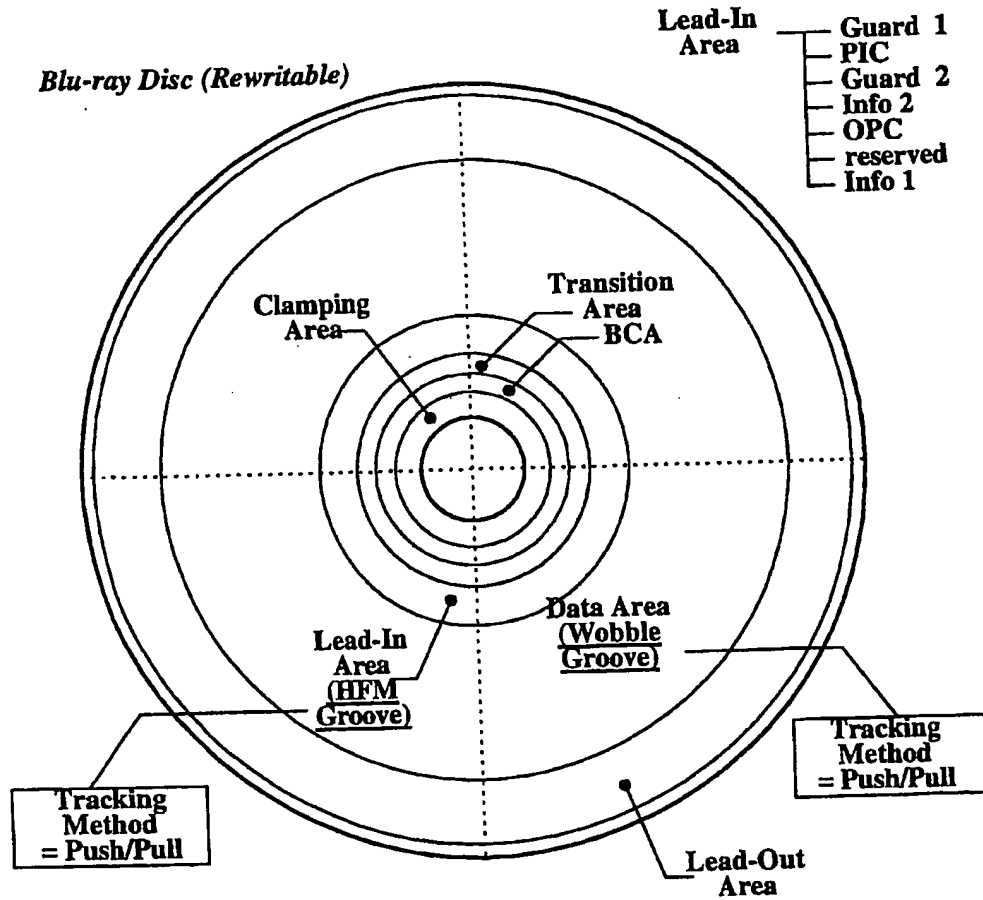 Lead-In
Area
Guard 1
PIC
Guard 2
Info 2
OPC
reserved
Info 1
Blu-ray Disc (Rewritable)
Clamping
Area
Transition
Area
BCA
Lead-In
Area
(HFM
Groove)
Data Area
(Wobble
Groove)
Tracking
Method
= Push/Pull
Tracking
Method
= Push/Pull
Lead-Out
Area